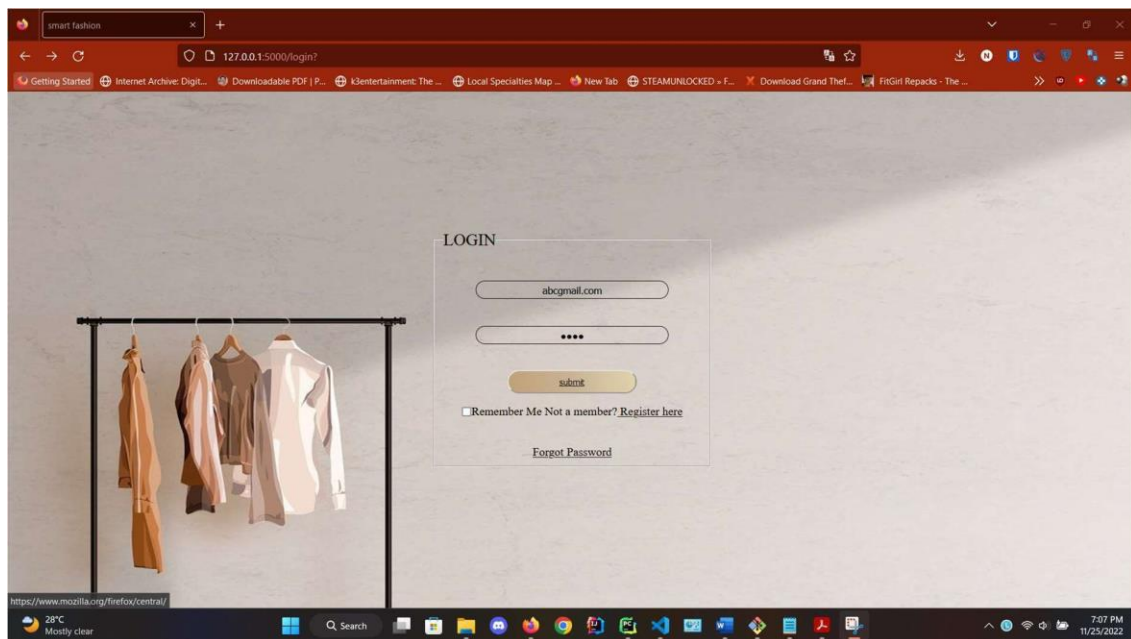 smart fashion
127.0.0.1:5000/login?
Getting Started Internet Archive: Digit... Downloadable PDF | P... k3entertainment: The ... Local Specialties Map ... New Tab STEAMUNLOCKED » F... Download Grand Thef... FitGirl Repacks - The ...
LOGIN
abcgmail.com
submit
Remember Me Not a member? Register here
Forgot Password
https://www.mozilla.org/firefox/central/
28°C
Mostly clear
Search
7:07 PM
11/25/2022